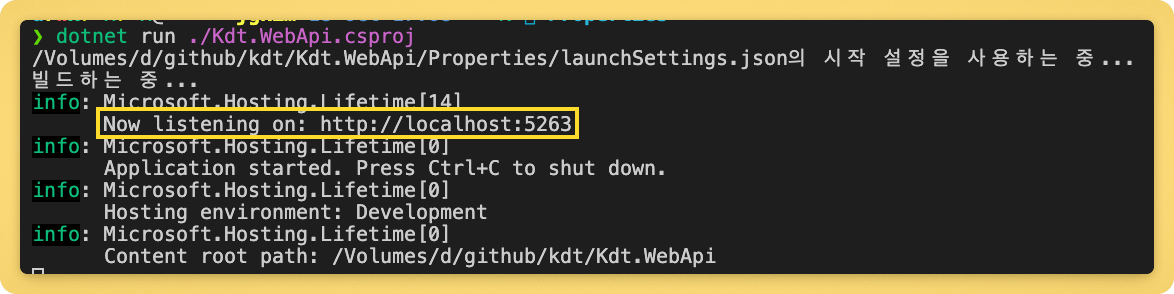 ❯ dotnet run ./Kdt.WebApi.csproj
/Volumes/d/github/kdt/Kdt.WebApi/Properties/launchSettings.json의 시작 설정을 사용하는 중...
빌드하는 중...
info: Microsoft.Hosting.Lifetime[14]
Now listening on: http://localhost:5263
info: Microsoft.Hosting.Lifetime[0]
Application started. Press Ctrl+C to shut down.
info: Microsoft.Hosting.Lifetime[0]
Hosting environment: Development
info: Microsoft.Hosting.Lifetime[0]
Content root path: /Volumes/d/github/kdt/Kdt.WebApi